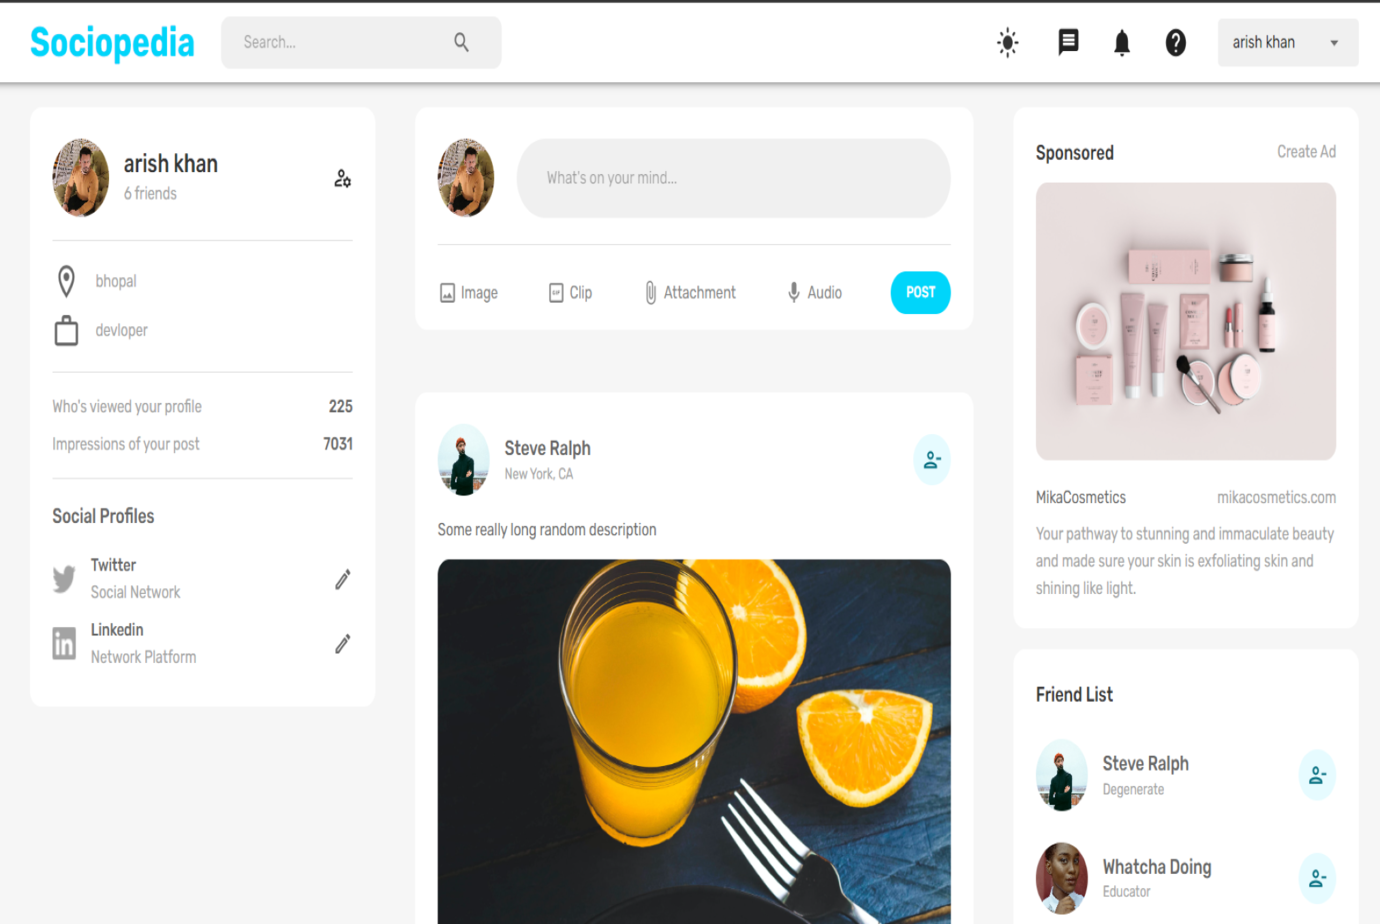 Sociopedia
Search...
arish khan
arish khan
6 friends
bhopal
devloper
Who's viewed your profile 225
Impressions of your post 7031
Social Profiles
Twitter
Social Network
Linkedin
Network Platform
What's on your mind...
Image Clip Attachment Audio POST
Steve Ralph
New York, CA
Some really long random description
Sponsored Create Ad
MikaCosmetics mikacosmetics.com
Your pathway to stunning and immaculate beauty
and made sure your skin is exfoliating skin and
shining like light.
Friend List
Steve Ralph
Degenerate
Whatcha Doing
Educator